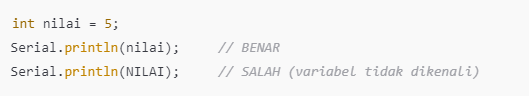 int nilai = 5;
Serial.println(nilai);     // BENAR
Serial.println(NILAI);     // SALAH (variabel tidak dikenali)